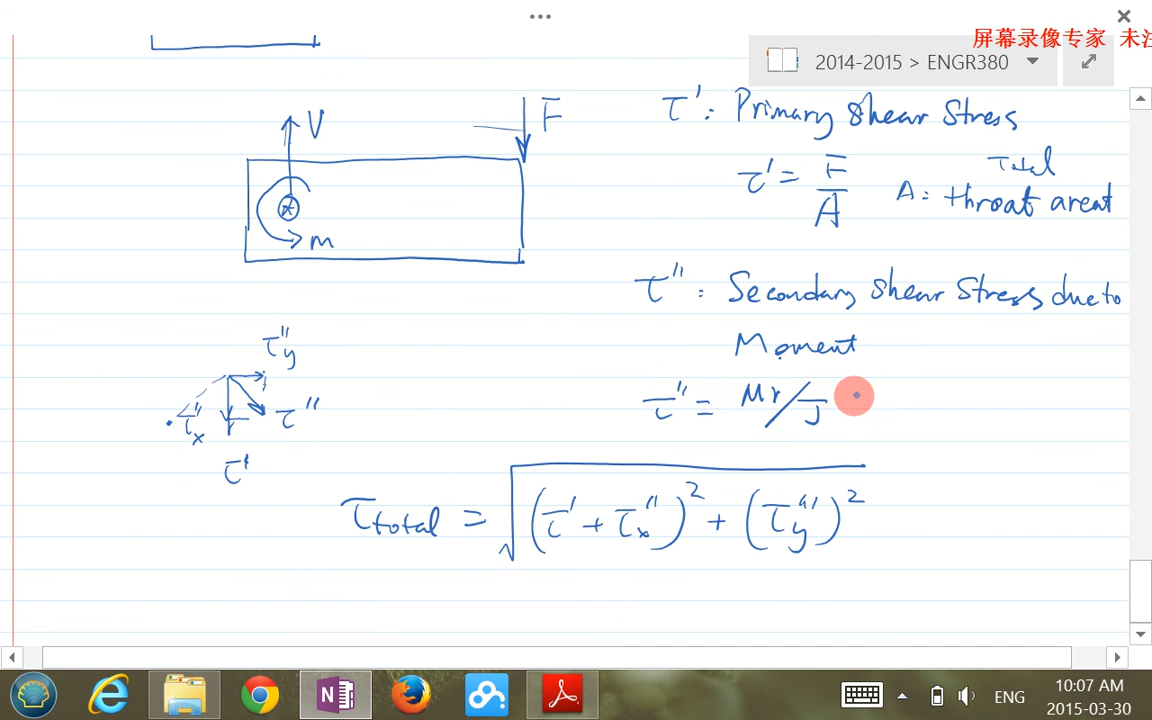 屏幕录像专家 未
2014-2015 > ENGR380
τ' : Primary Shear Stress
F
V
τ' = F/A
Total
A = throat area
m
τ'' : Secondary Shear Stress due to
Moment
τ''y
τ'' = Mr/J
τ''x
τ''
τ'
τtotal = √(τ' + τ''x)² + (τ''y)²
ENG
10:07 AM
2015-03-30